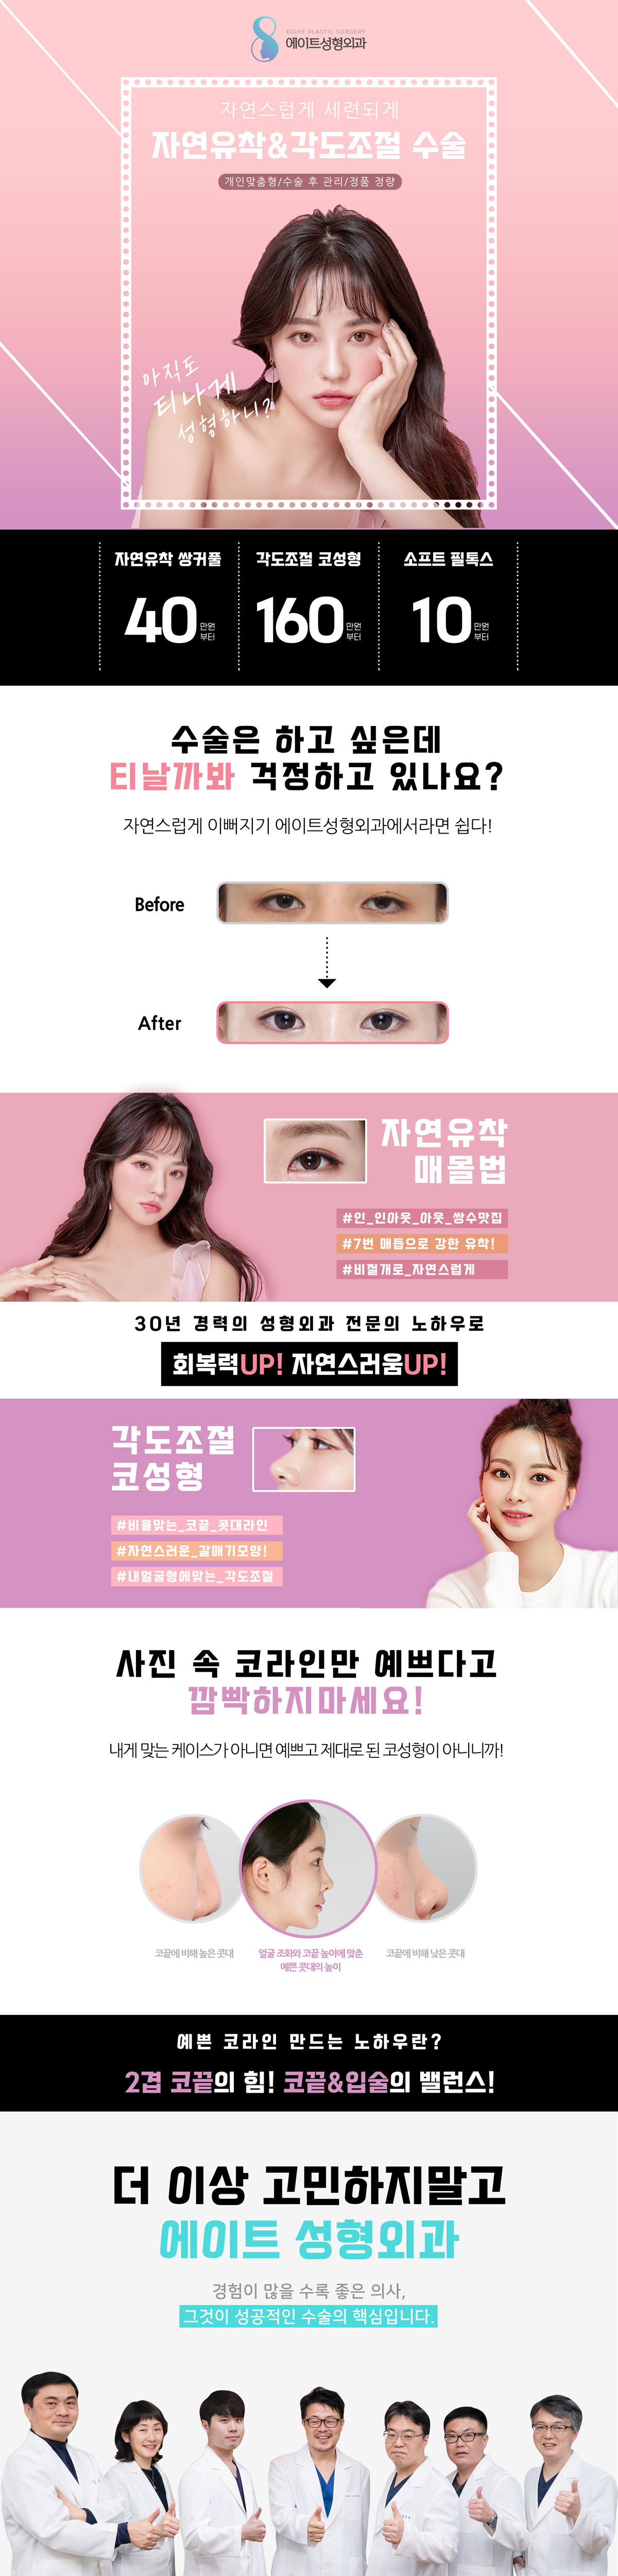 EIGHT PLASTIC SURGERY
에이트성형외과
자연스럽게 세련되게
자연유착&각도조절 수술
개인맞춤형/수술 후 관리/정품 정량
아직도
티나게
성형하니?
자연유착 쌍커풀
40 만원
부터
각도조절 코성형
160 만원
부터
소프트 필톡스
10 만원
부터
수술은 하고 싶은데
티날까봐 걱정하고 있나요?
자연스럽게 이뻐지기 에이트성형외과에서라면 쉽다!
Before
After
자연유착
매몰법
#인_인아웃_아웃_쌍수맛집
#7번 매듭으로 강한 유착!
#비절개로_자연스럽게
30년 경력의 성형외과 전문의 노하우로
회복력UP! 자연스러움UP!
각도조절
코성형
#비율맞는_코끝_콧대라인
#자연스러운_갈매기모양!
#내얼굴형에맞는_각도조절
사진 속 코라인만 예쁘다고
깜빡하지마세요!
내게 맞는 케이스가 아니면 예쁘고 제대로 된 코성형이 아니니까!
코끝에 비해 높은 콧대
얼굴 조화와 코끝 높이에 맞춘
예쁜 콧대의 높이
코끝에 비해 낮은 콧대
예쁜 코라인 만드는 노하우란?
2겹 코끝의 힘! 코끝&입술의 밸런스!
더 이상 고민하지말고
에이트 성형외과
경험이 많을 수록 좋은 의사,
그것이 성공적인 수술의 핵심입니다.